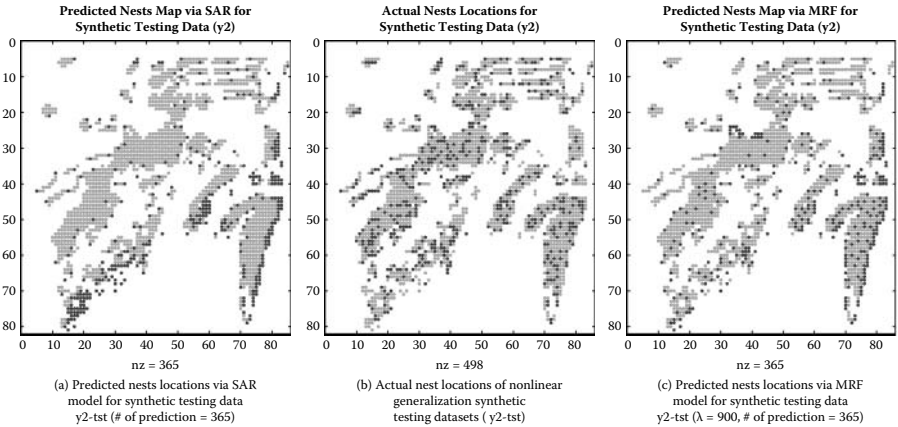 Predicted Nests Map via SAR for
Synthetic Testing Data (y2)
0
10
20
30
40
50
60
70
80
0 10 20 30 40 50 60 70 80
nz = 365
(a) Predicted nests locations via SAR
model for synthetic testing data
y2-tst (# of prediction = 365)
Actual Nests Locations for
Synthetic Testing Data (y2)
0
10
20
30
40
50
60
70
80
0 10 20 30 40 50 60 70 80
nz = 498
(b) Actual nest locations of nonlinear
generalization synthetic
testing datasets ( y2-tst)
Predicted Nests Map via MRF for
Synthetic Testing Data (y2)
0
10
20
30
40
50
60
70
80
0 10 20 30 40 50 60 70 80
nz = 365
(c) Predicted nests locations via MRF
model for synthetic testing data
y2-tst (λ = 900, # of prediction = 365)